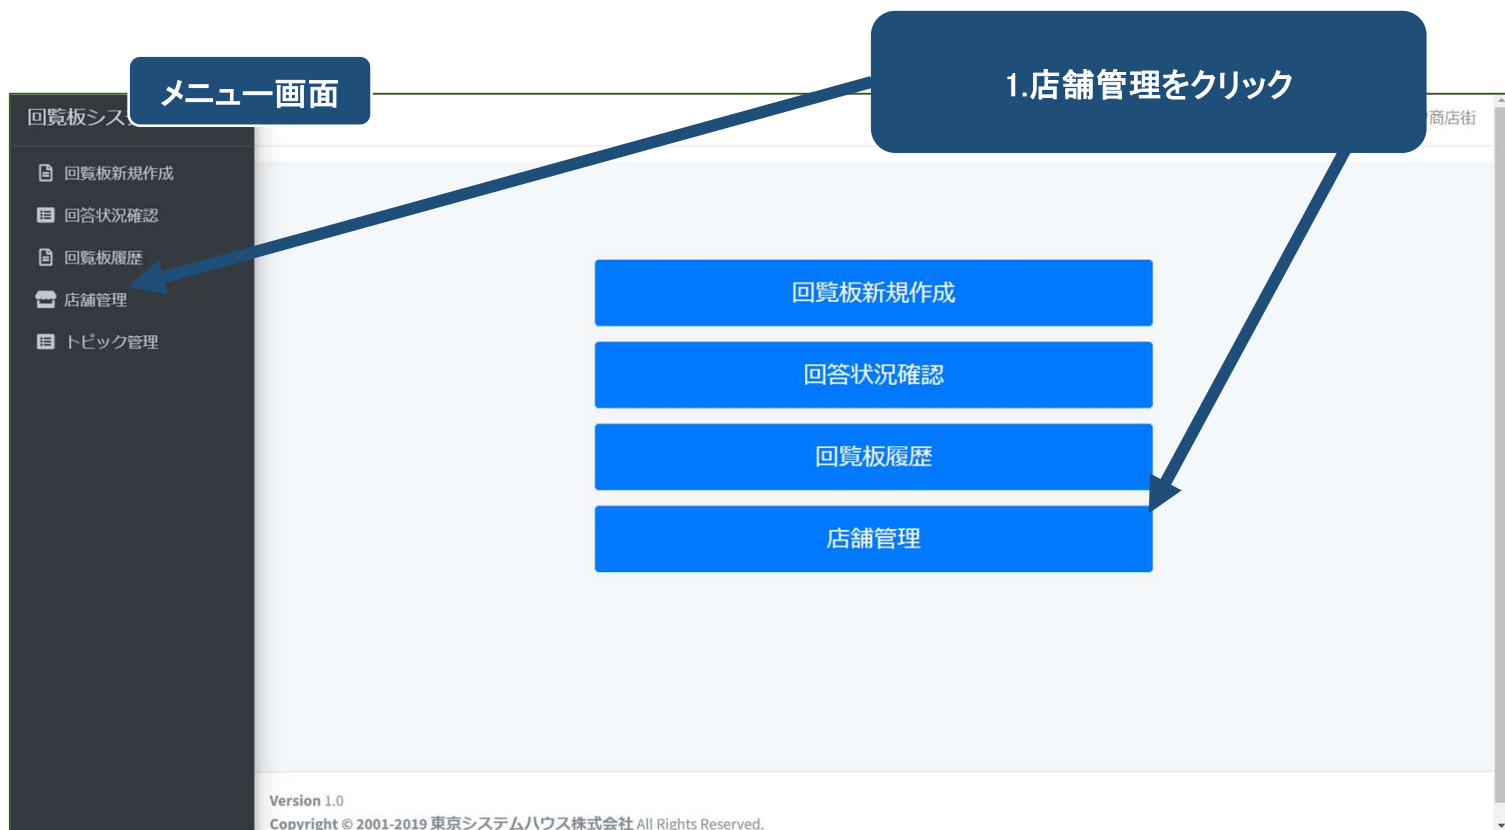 メニュー画面
1.店舗管理をクリック
回覧板シス
商店街
回覧板新規作成
回答状況確認
回覧板履歴
店舗管理
トピック管理
回覧板新規作成
回答状況確認
回覧板履歴
店舗管理
Version 1.0
Copyright © 2001-2019 東京システムハウス株式会社 All Rights Reserved.